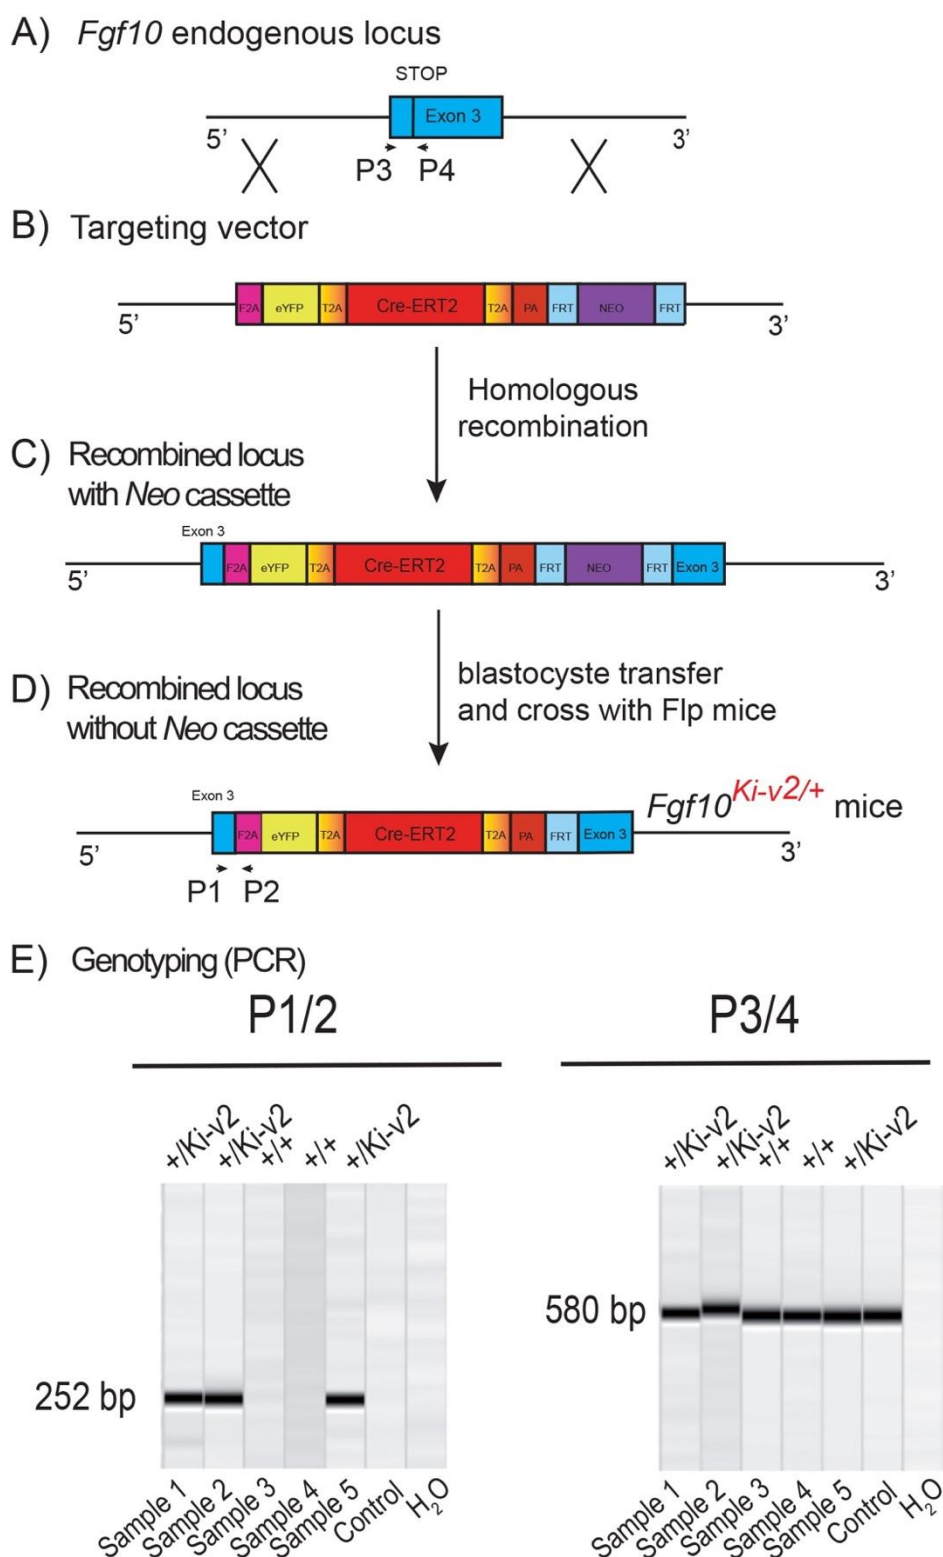 A) Fgf10 endogenous locus
STOP
Exon 3
5’ 3’
P3 P4
B) Targeting vector
F2A eYFP T2A Cre-ERT2 T2A PA FRT NEO FRT
5’ 3’
Homologous
recombination
C) Recombined locus
with Neo cassette
Exon 3
F2A eYFP T2A Cre-ERT2 T2A PA FRT NEO FRT Exon 3
5’ 3’
blastocyste transfer
and cross with Flp mice
D) Recombined locus
without Neo cassette
Exon 3
Fgf10Ki-v2/+ mice
F2A eYFP T2A Cre-ERT2 T2A PA FRT Exon 3
5’ 3’
P1 P2
E) Genotyping (PCR)
P1/2 P3/4
+/Ki-v2 +/Ki-v2 +/+ +/+ +/Ki-v2
+/Ki-v2 +/Ki-v2 +/+ +/+ +/Ki-v2
580 bp
252 bp
Sample 1 Sample 2 Sample 3 Sample 4 Sample 5 Control H2O
Sample 1 Sample 2 Sample 3 Sample 4 Sample 5 Control H2O